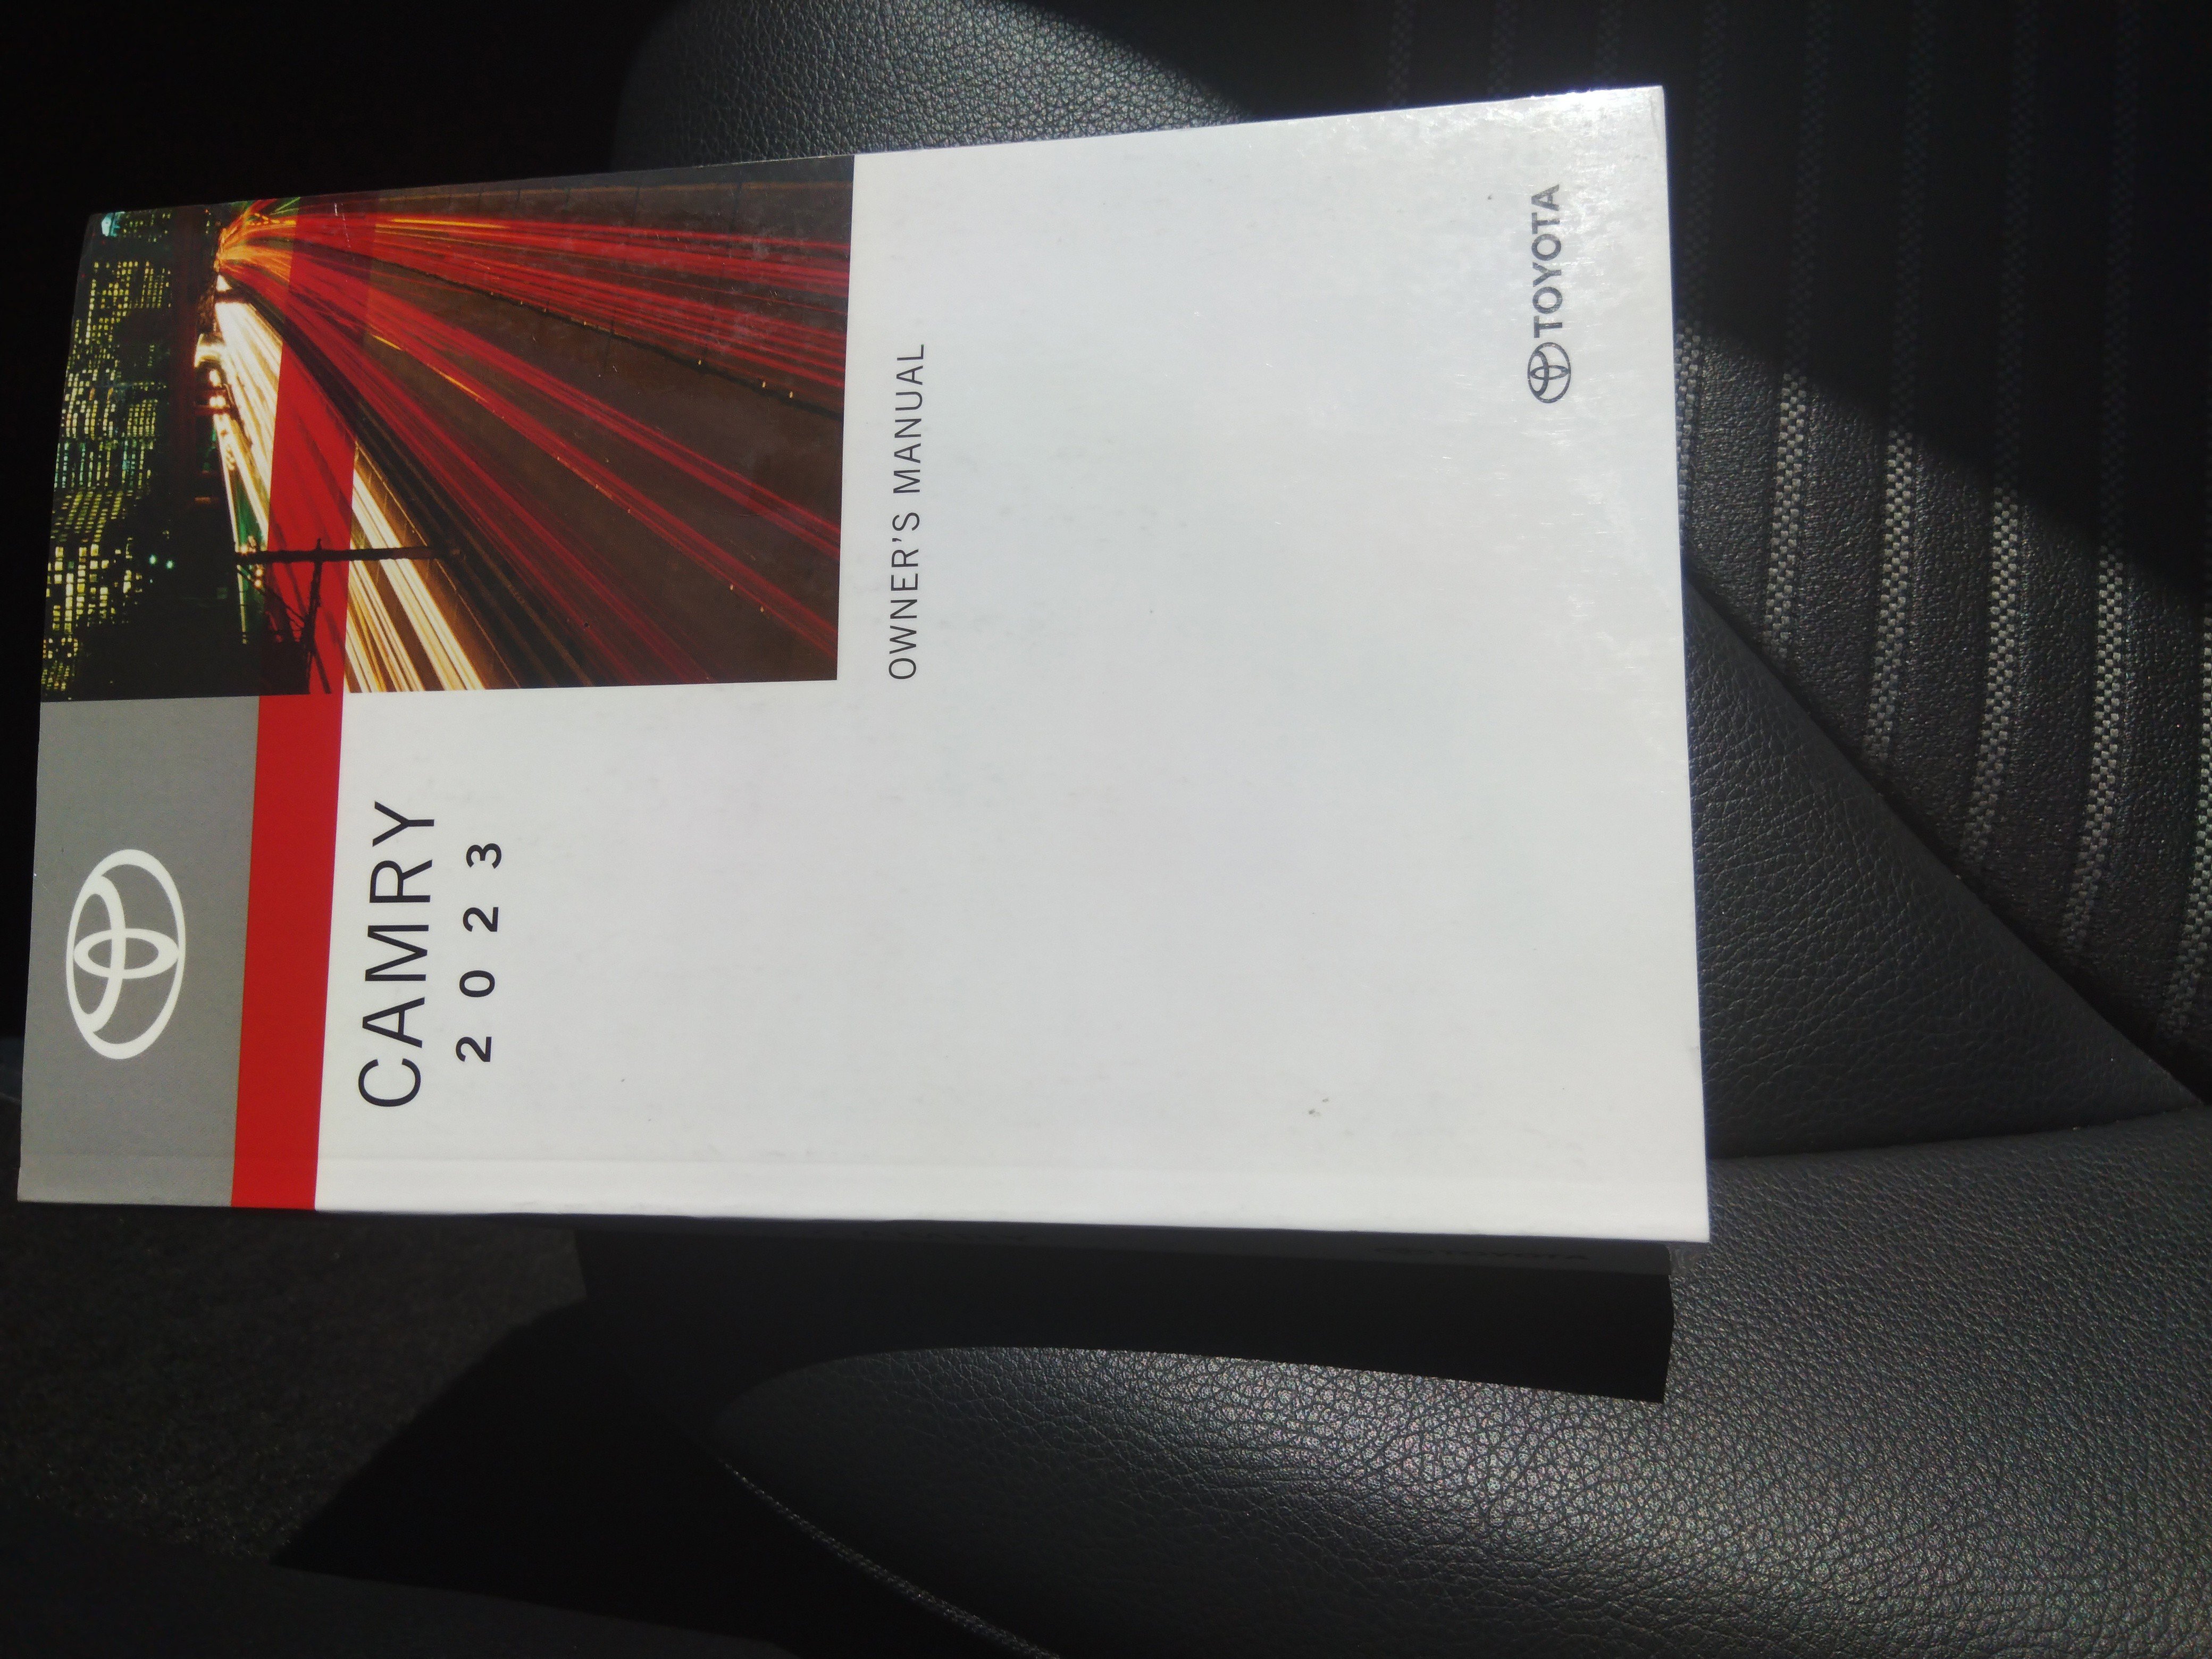 CAMRY
2023
OWNER'S MANUAL
TOYOTA